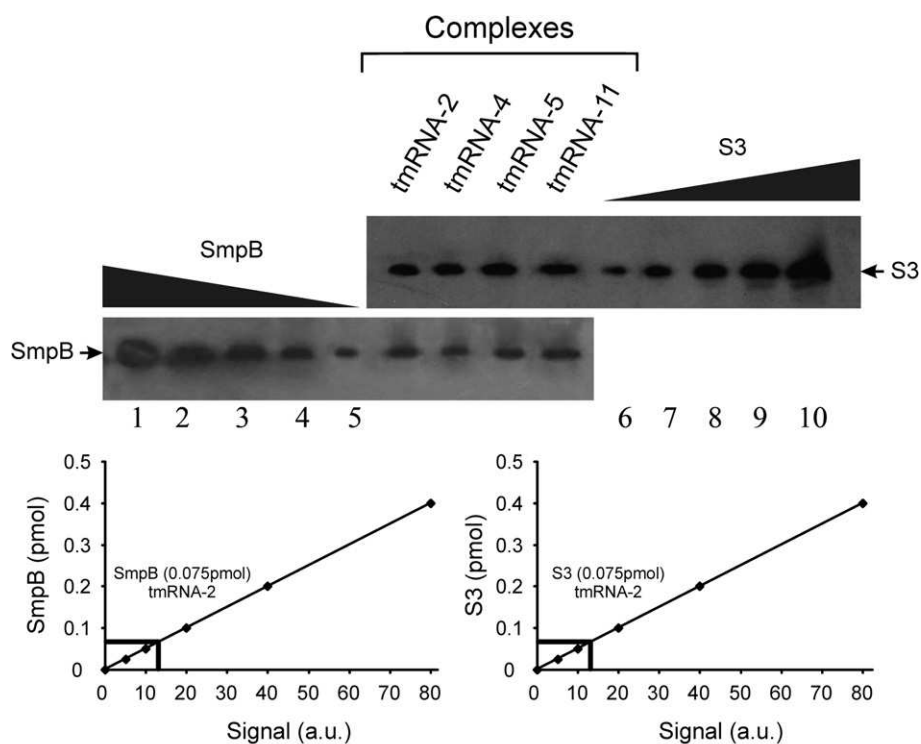 Complexes
tmRNA-2
tmRNA-4
tmRNA-5
tmRNA-11
S3
SmpB
S3
SmpB
1 2 3 4 5 6 7 8 9 10
0.5
0.4
0.3
0.2
0.1
0
SmpB (pmol)
SmpB (0.075pmol)
tmRNA-2
0 10 20 30 40 50 60 70 80
Signal (a.u.)
0.5
0.4
0.3
0.2
0.1
0
S3 (pmol)
S3 (0.075pmol)
tmRNA-2
0 10 20 30 40 50 60 70 80
Signal (a.u.)